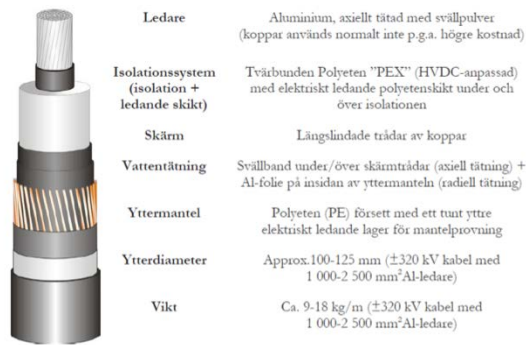 Ledare
Aluminium, axiellt tätad med svällpulver
(koppar används normalt inte p.g.a. högre kostnad)
Isolationssystem
(isolation +
ledande skikt)
Tvärbunden Polyeten ”PEX” (HVDC-anpassad)
med elektriskt ledande polyetenskikt under och
över isolationen
Skärm
Längslindade trådar av koppar
Vattentätning
Svällband under/över skärmtrådar (axiell tätning) +
Al-folie på insidan av yttermanteln (radiell tätning)
Yttermantel
Polyeten (PE) försett med ett tunt yttre
elektriskt ledande lager för mantelprovning
Ytterdiameter
Approx.100-125 mm (±320 kV kabel med
1 000-2 500 mm²Al-ledare)
Vikt
Ca. 9-18 kg/m (±320 kV kabel med
1 000-2 500 mm²Al-ledare)